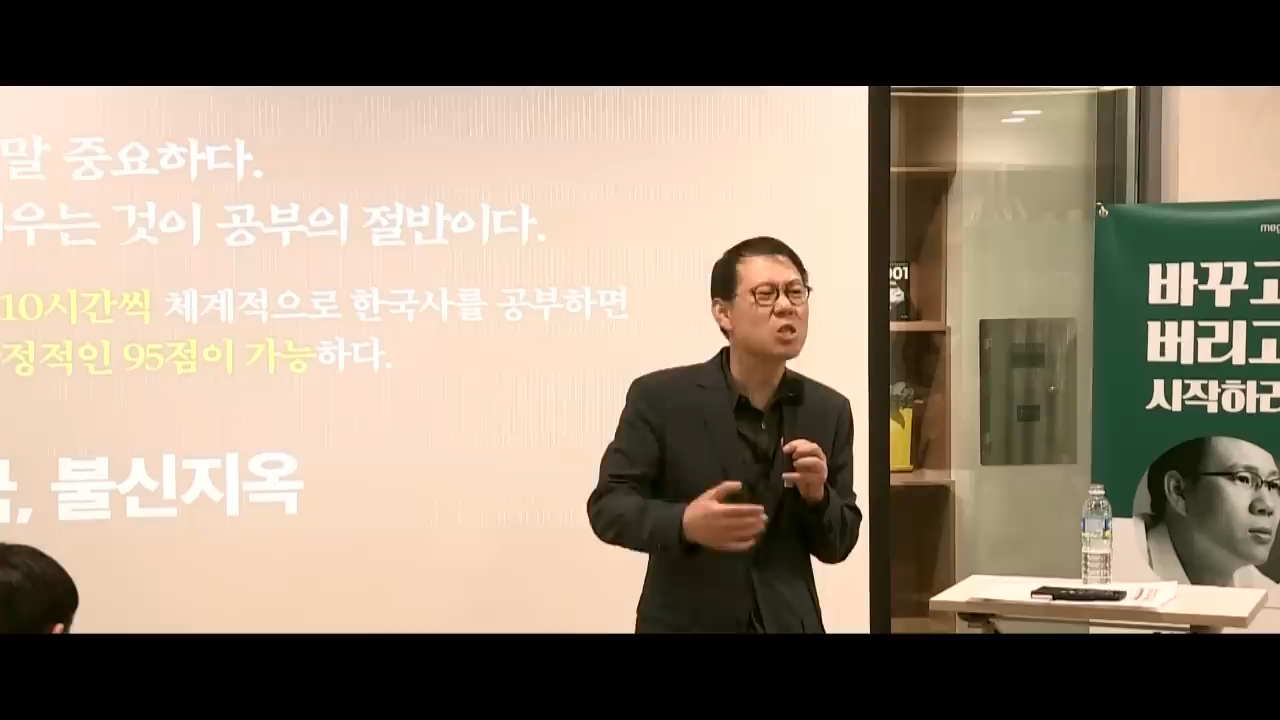 말 중요하다.
우는 것이 공부의 절반이다.
10시간씩 체계적으로 한국사를 공부하면
정적인 95점이 가능하다.
, 불신지옥
001
meg
바꾸고
버리고
시작하라